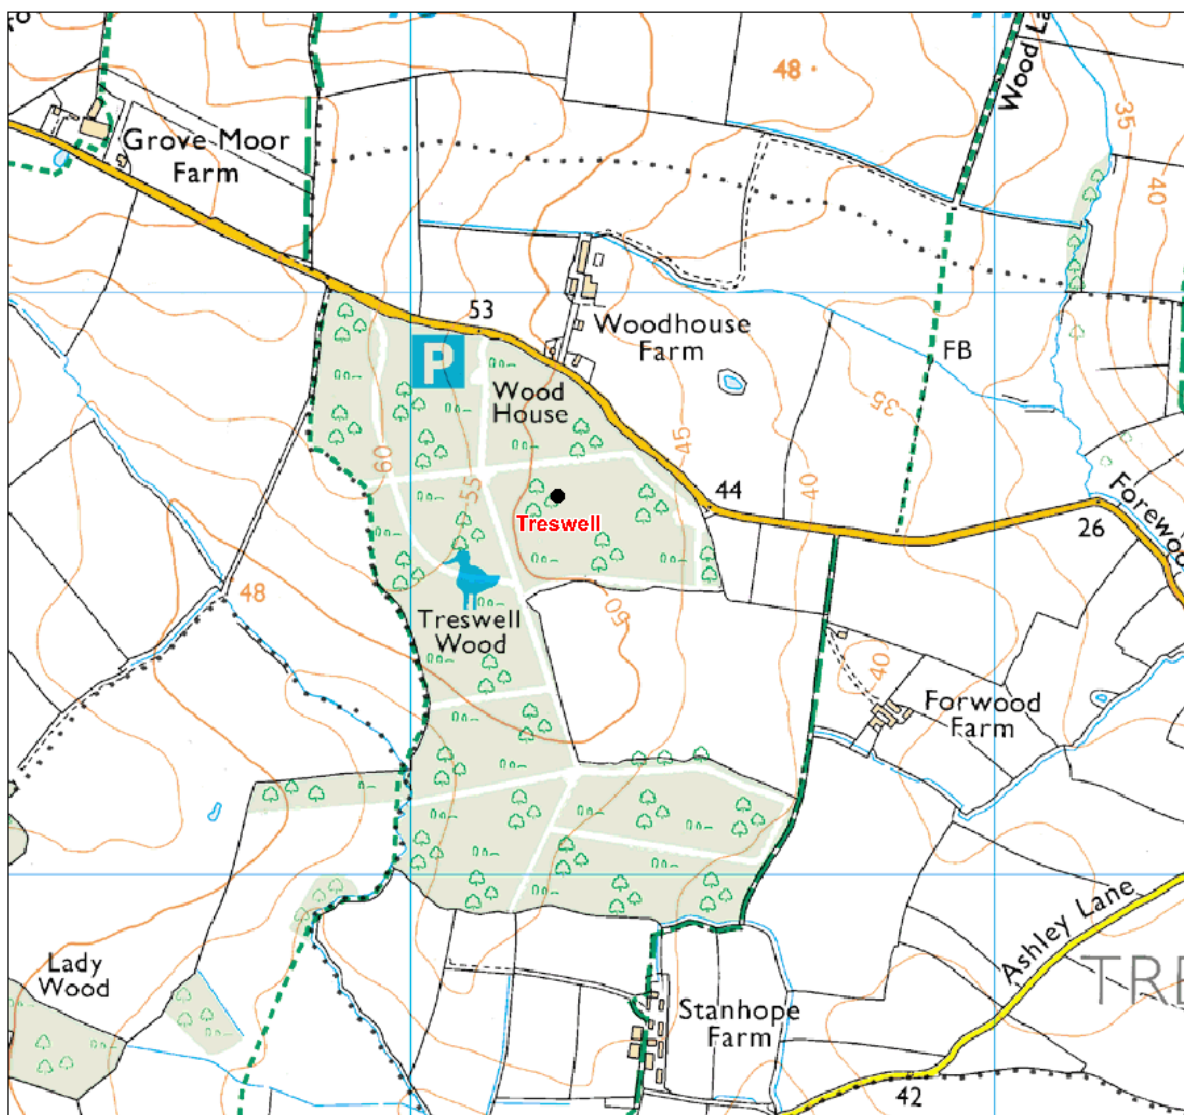 Wood La
48
35
Grove Moor
Farm
40
53
Woodhouse
Farm
FB
P
Wood
House
35
60
55
45
40
44
Treswell
Forewoo
26
48
Treswell
Wood
50
40
Forwood
Farm
Ashley Lane
Lady
Wood
TRE
Stanhope
Farm
42